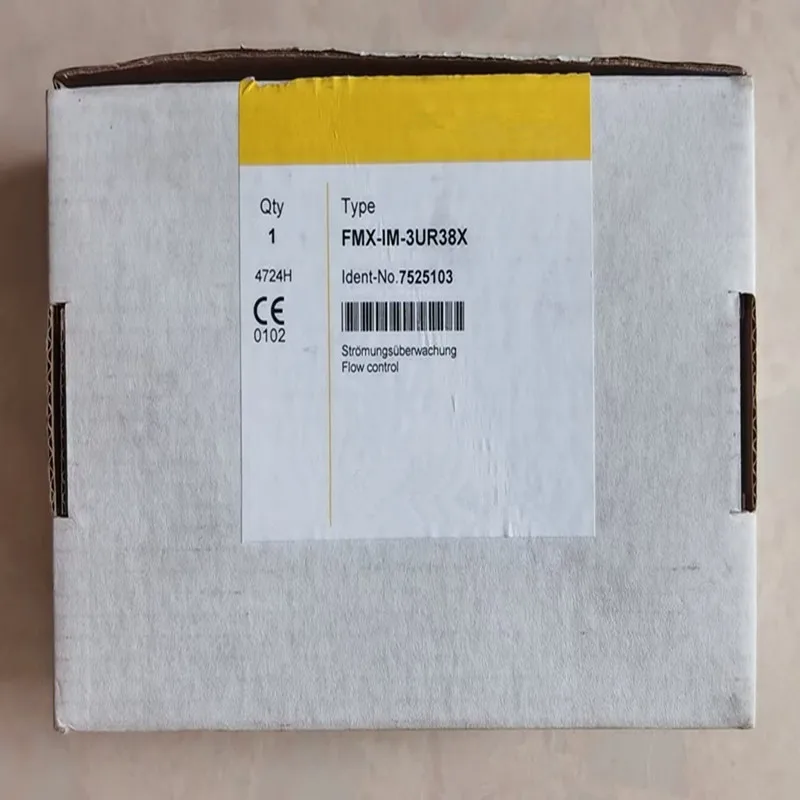 Qty
1
4724H
CE
0102
Type
FMX-IM-3UR38X
Ident-No.7525103
Strömungsüberwachung
Flow control